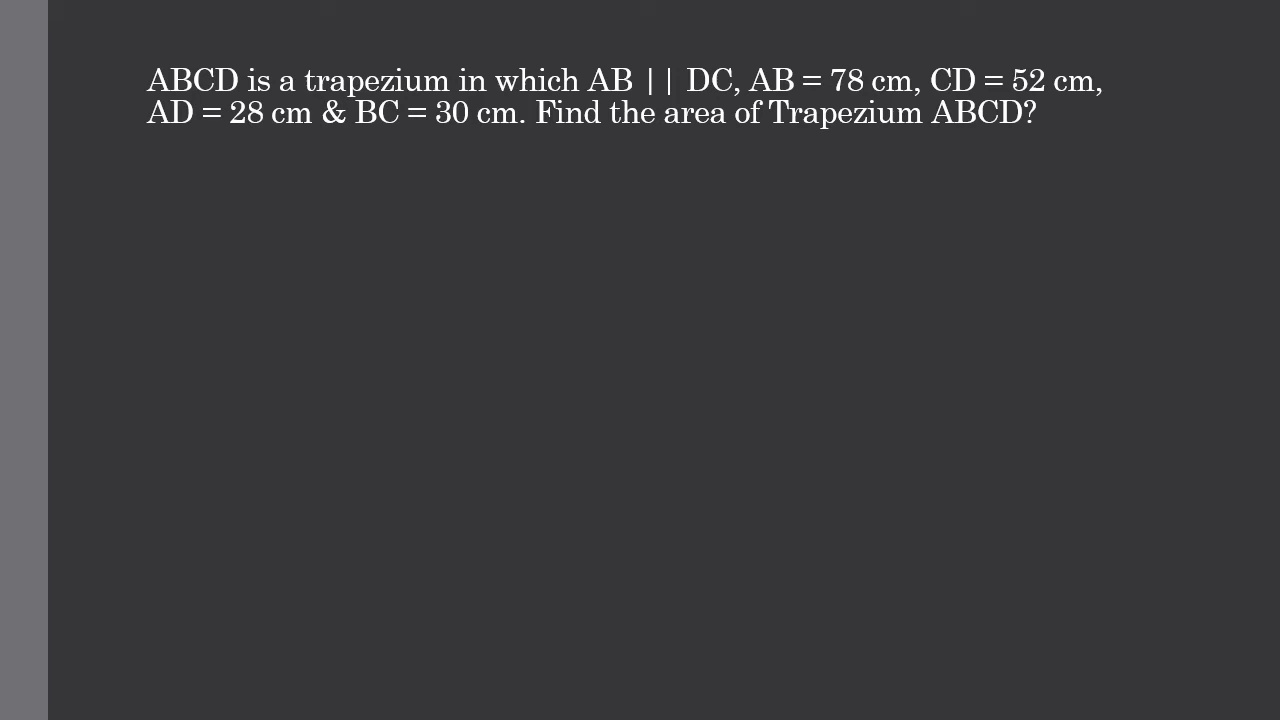 ABCD is a trapezium in which AB || DC, AB = 78 cm, CD = 52 cm,
AD = 28 cm & BC = 30 cm. Find the area of Trapezium ABCD?